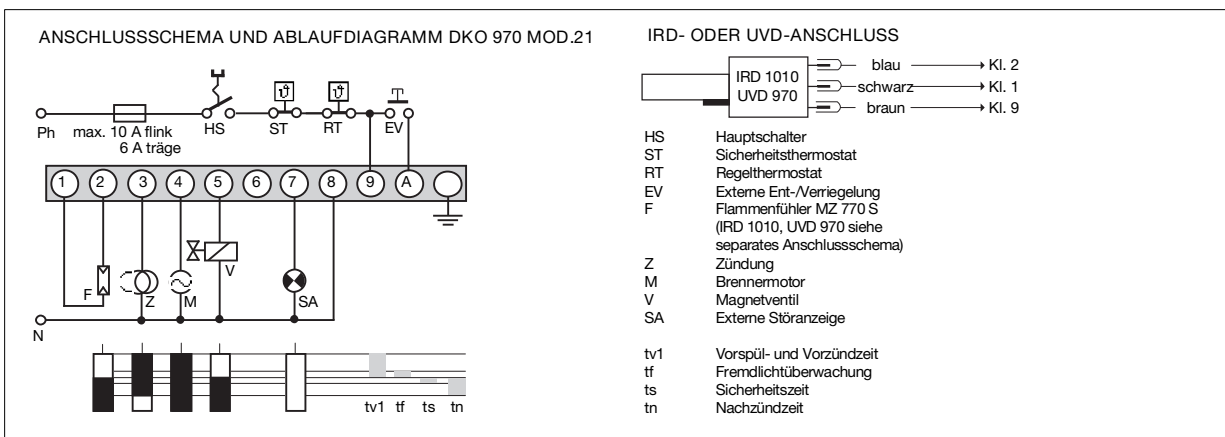 ANSCHLUSSSCHEMA UND ABLAUFDIAGRAMM DKO 970 MOD.21
ϑ ϑ
Ph max. 10 A flink HS ST RT EV
6 A träge
1 2 3 4 5 6 7 8 9 A
F Z M V SA
N
tv1 tf ts tn
IRD- ODER UVD-ANSCHLUSS
IRD 1010
UVD 970
blau Kl. 2
schwarz Kl. 1
braun Kl. 9
HS Hauptschalter
ST Sicherheitsthermostat
RT Regelthermostat
EV Externe Ent-/Verriegelung
F Flammenfühler MZ 770 S
(IRD 1010, UVD 970 siehe
separates Anschlussschema)
Z Zündung
M Brennermotor
V Magnetventil
SA Externe Störanzeige
tv1 Vorspül- und Vorzündzeit
tf Fremdlichtüberwachung
ts Sicherheitszeit
tn Nachzündzeit